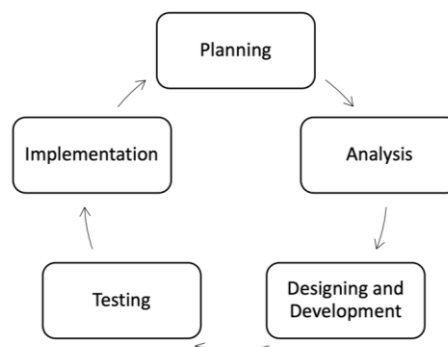 Planning
Implementation
Analysis
Testing
Designing and
Development